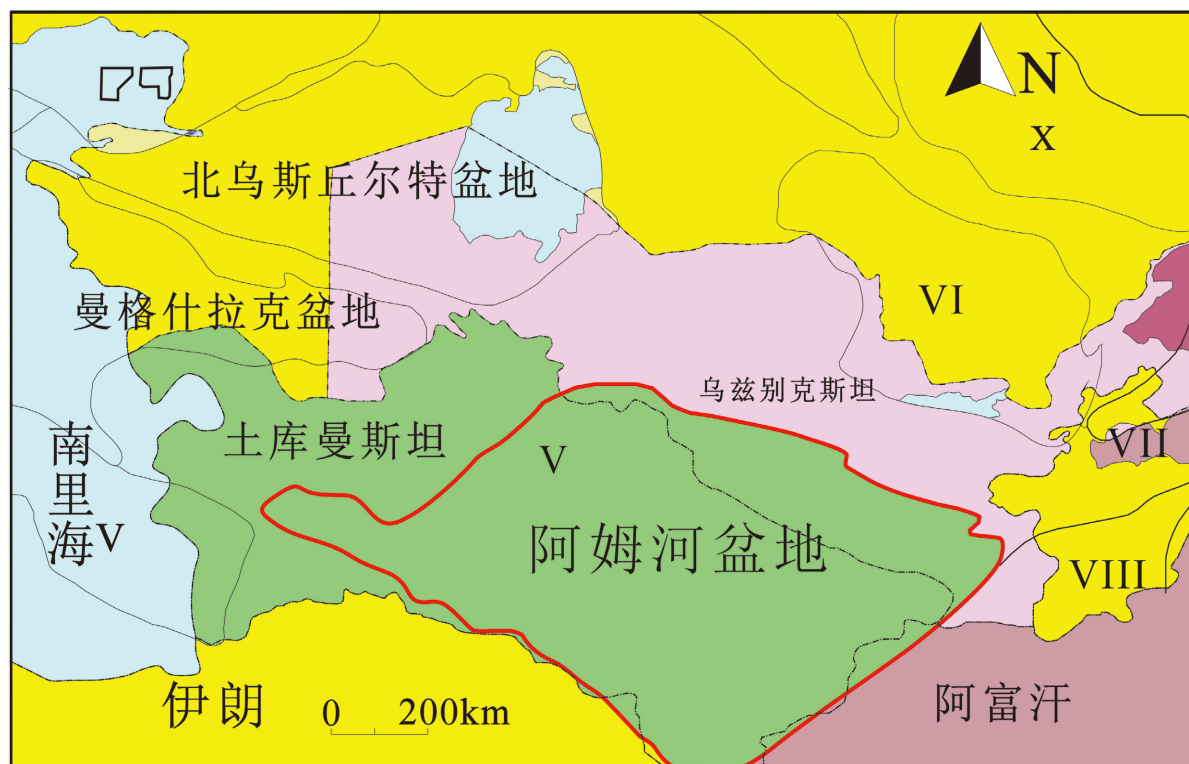 N
X
北乌斯丘尔特盆地
曼格什拉克盆地
VI
乌兹别克斯坦
南里海
土库曼斯坦
V
VII
V
阿姆河盆地
VIII
伊朗
0 200km
阿富汗